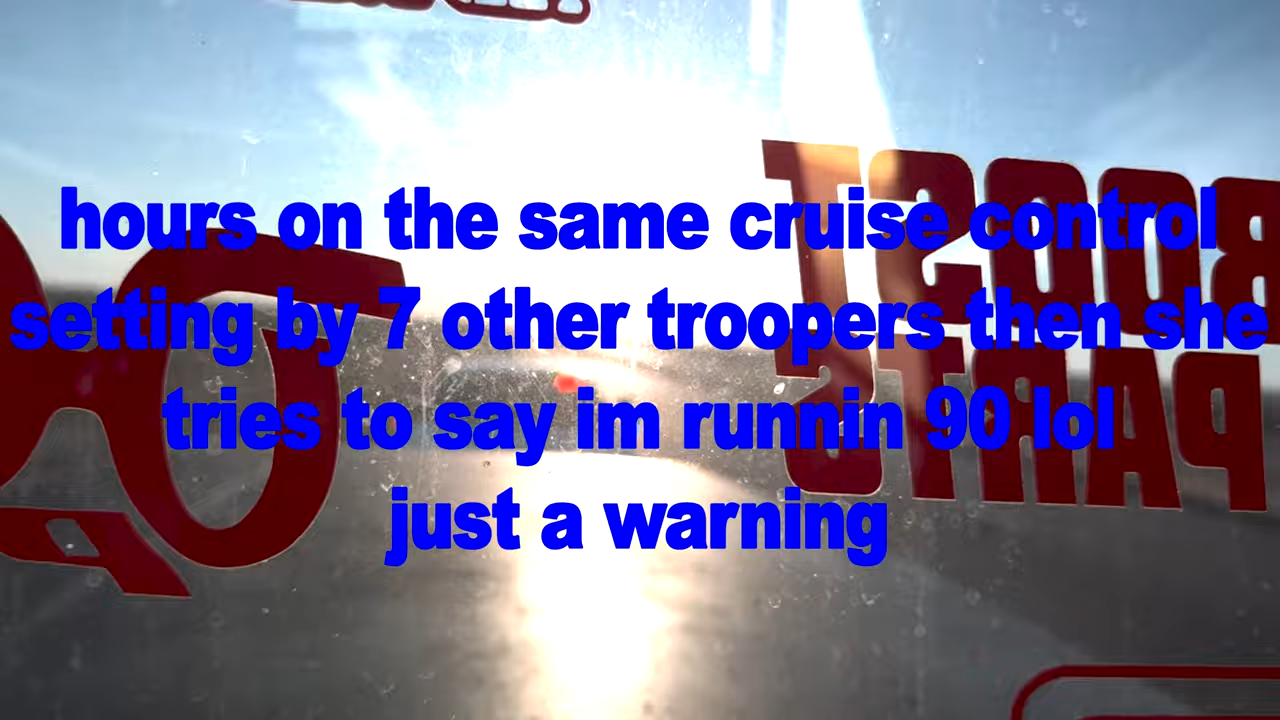 hours on the same cruise control
setting by 7 other troopers then she
tries to say im runnin 90 lol
just a warning
BOOST
PARTS